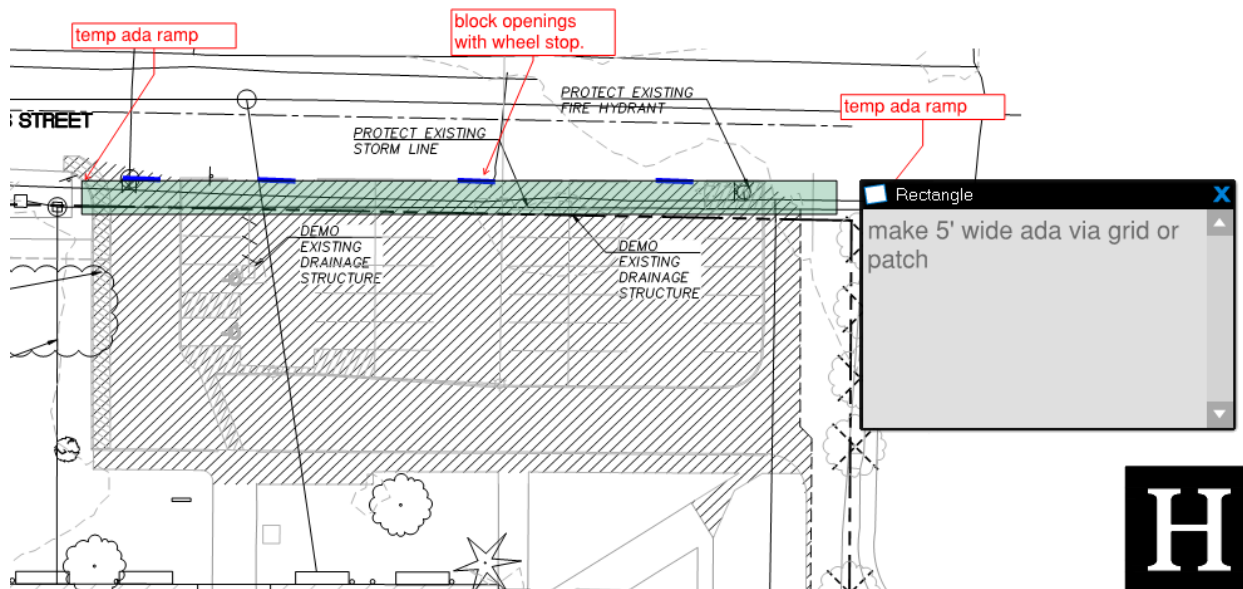 temp ada ramp
block openings
with wheel stop.
PROTECT EXISTING
FIRE HYDRANT
temp ada ramp
STREET
PROTECT EXISTING
STORM LINE
Rectangle
X
make 5' wide ada via grid or
patch
DEMO
EXISTING
DRAINAGE
STRUCTURE
DEMO
EXISTING
DRAINAGE
STRUCTURE
H